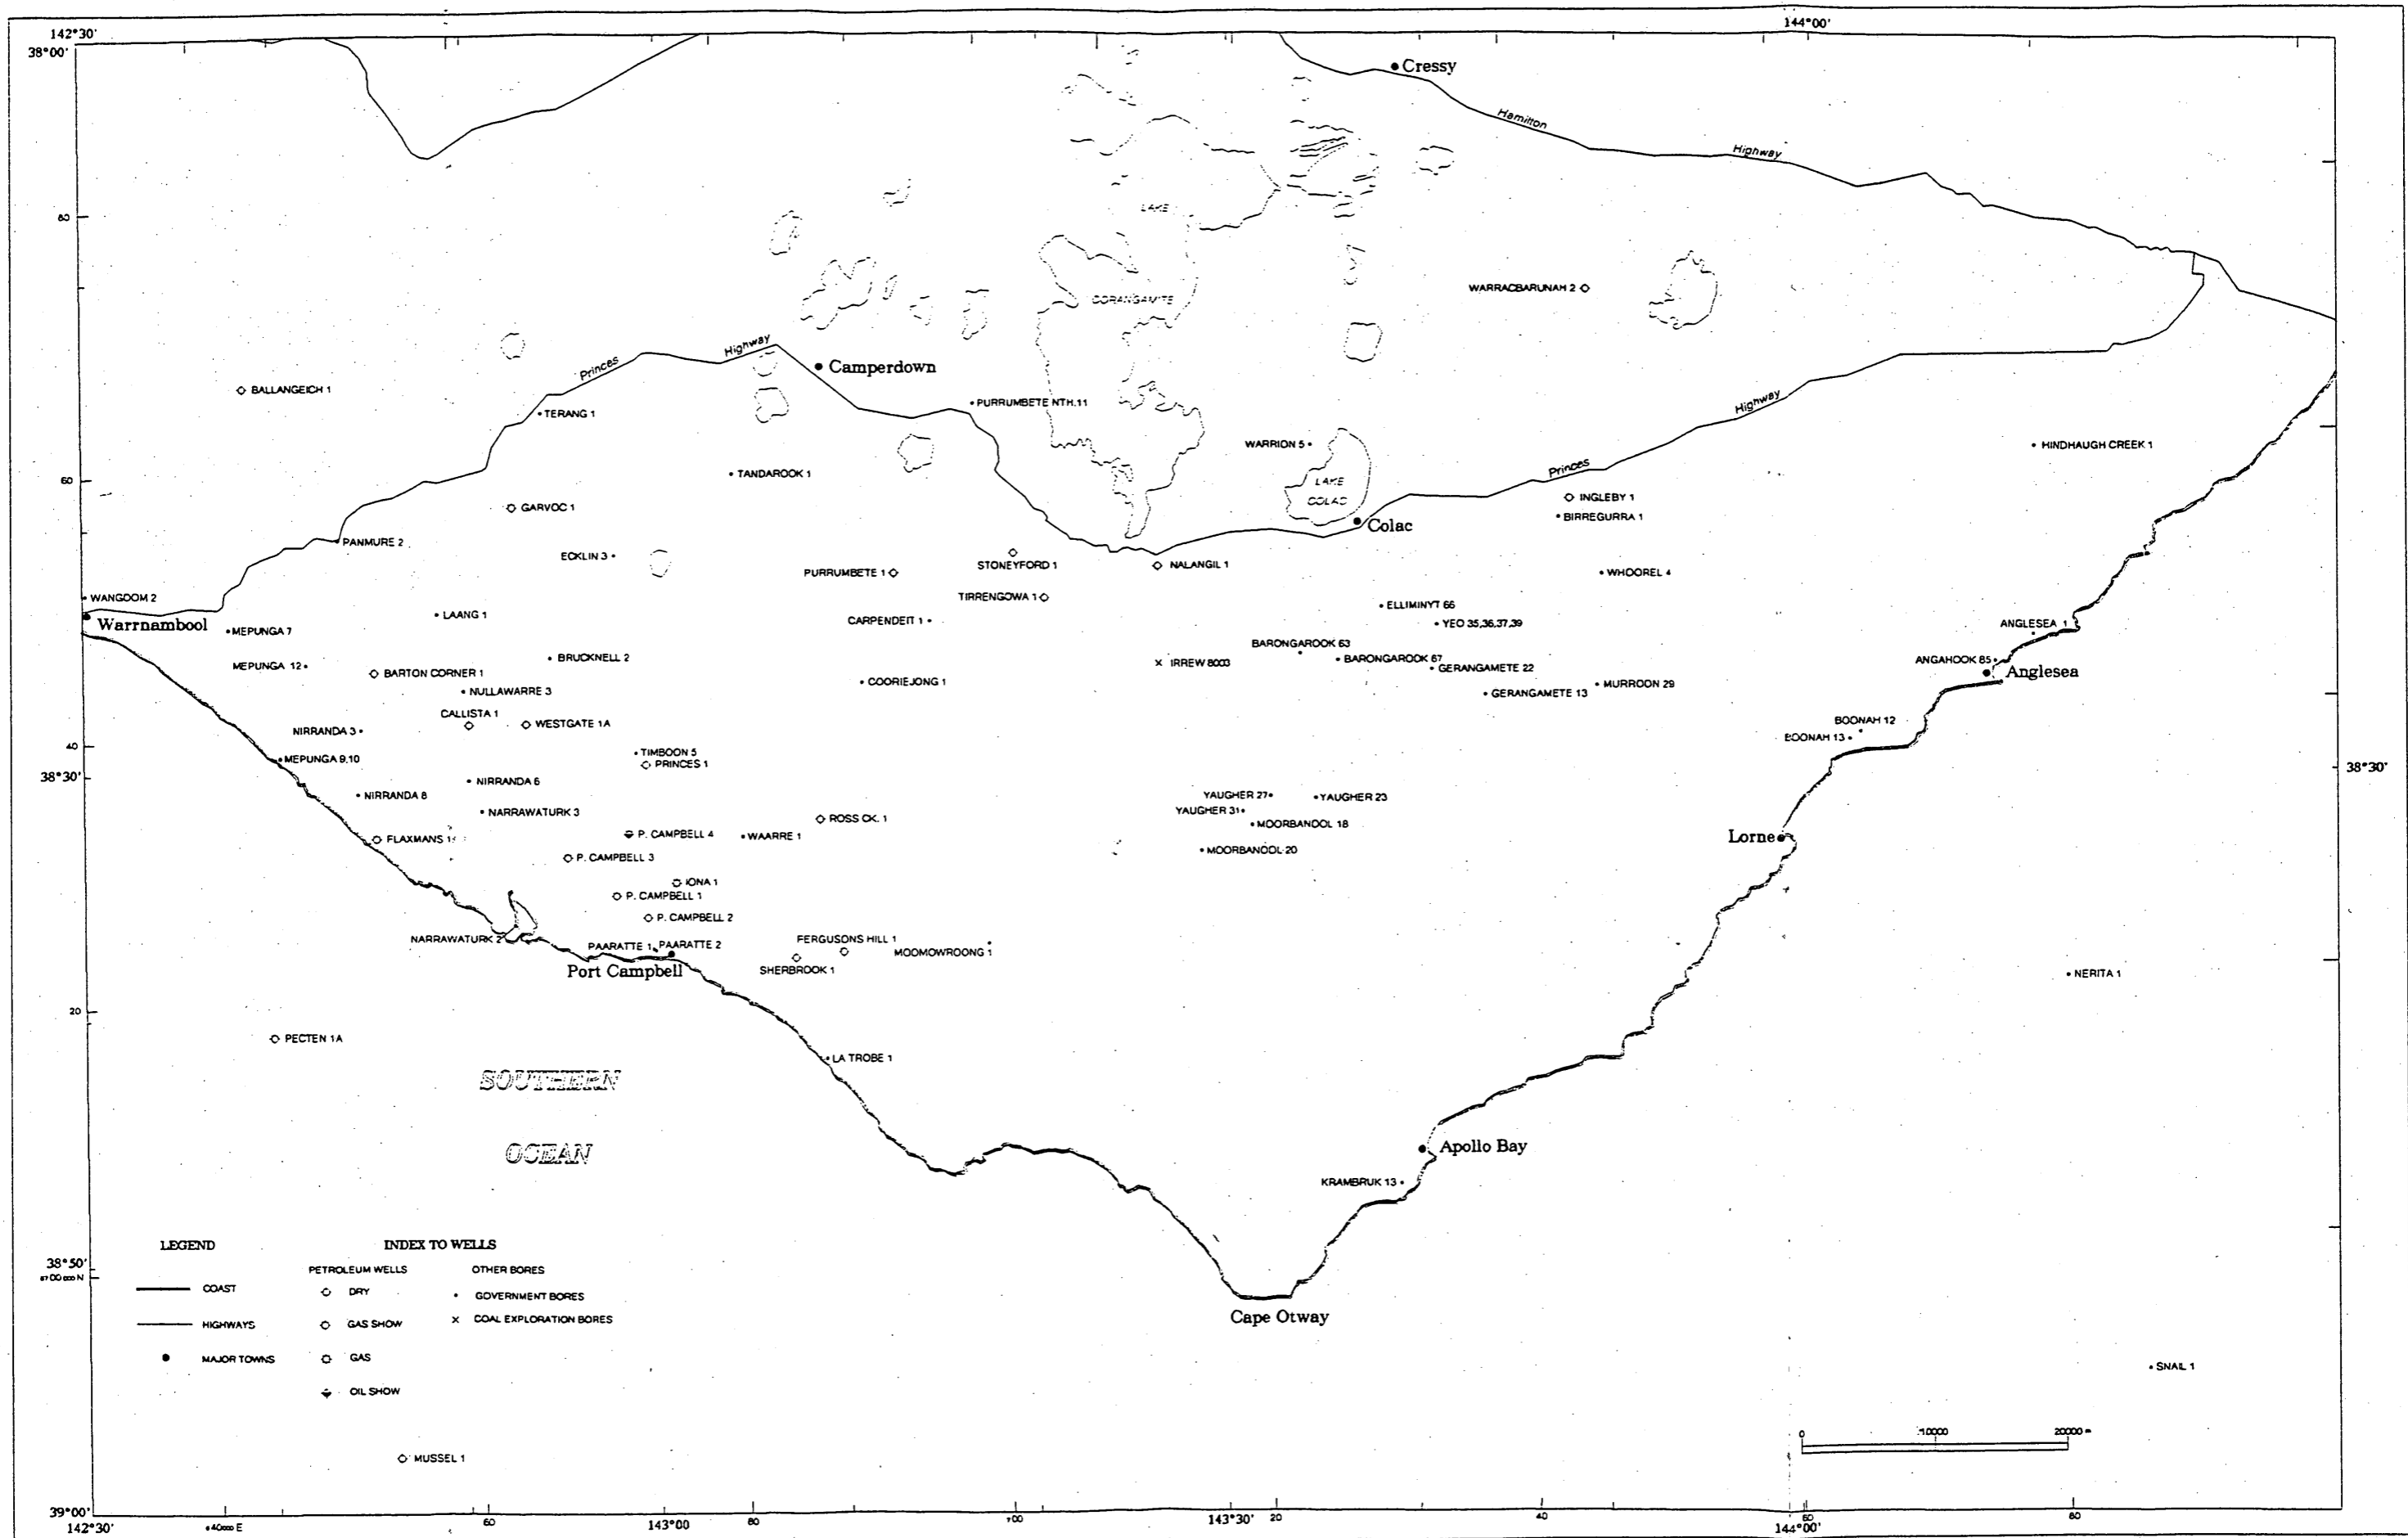 142°30'
144°00'
38°00'
Cressy
Hamilton
Highway
80
LAKE
CORANGAMITE
WARRACBARUNAH 2
Princes
Highway
Camperdown
BALLANGEICH 1
TERANG 1
PURRUMBETE NTH.11
Highway
WARRION 5
HINDHAUGH CREEK 1
TANDAROOK 1
60
LAKE
COLAC
Princes
INGLEBY 1
GARVOC 1
BIRREGURRA 1
Colac
PANMURE 2
ECKLIN 3
STONEYFORD 1
NALANGIL 1
PURRUMBETE 1
WHOOREL 4
WANGOOM 2
TIRRENGOWA 1
ELLIMINYT 66
Warrnambool
LAANG 1
CARPENDEIT 1
YEO 35,36,37,39
ANGLESEA 1
MEPUNGA 7
BARONGAROOK 63
BRUCKNELL 2
BARONGAROOK 67
ANGAHOOK 85
MEPUNGA 12
IRREW 8003
GERANGAMETE 22
BARTON CORNER 1
Anglesea
COORIEJONG 1
MURROON 29
NULLAWARRE 3
GERANGAMETE 13
CALLISTA 1
WESTGATE 1A
BOONAH 12
NIRRANDA 3
BOONAH 13
40
TIMBOON 5
MEPUNGA 9,10
PRINCES 1
38°30'
38°30'
NIRRANDA 6
NIRRANDA 8
YAUGHER 27
YAUGHER 23
NARRAWATURK 3
YAUGHER 31
ROSS CK. 1
MOORBANOOL 18
P. CAMPBELL 4
WAARRE 1
FLAXMANS 1
Lorne
MOORBANOOL 20
P. CAMPBELL 3
IONA 1
P. CAMPBELL 1
P. CAMPBELL 2
NARRAWATURK 2
FERGUSONS HILL 1
PAARATTE 1
PAARATTE 2
MOOMOWROONG 1
Port Campbell
SHERBROOK 1
NERITA 1
20
PECTEN 1A
LA TROBE 1
SOUTHERN
OCEAN
Apollo Bay
KRAMBRUK 13
LEGEND
INDEX TO WELLS
38°50'
PETROLEUM WELLS
OTHER BORES
COAST
DRY
GOVERNMENT BORES
HIGHWAYS
GAS SHOW
COAL EXPLORATION BORES
Cape Otway
MAJOR TOWNS
GAS
SNAIL 1
OIL SHOW
0
10000
20000 m
MUSSEL 1
39°00'
142°30'
60
143°00
80
700
143°30'
20
40
144°00'
60
80